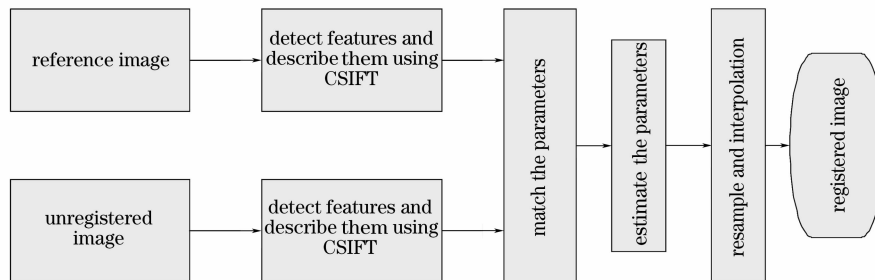 reference image
detect features and
describe them using
CSIFT
unregistered
image
detect features and
describe them using
CSIFT
match the parameters
estimate the parameters
resample and interpolation
registered image